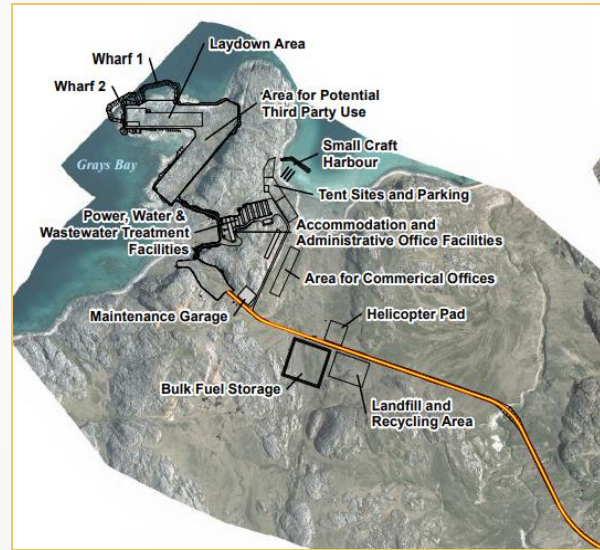 Laydown Area
Wharf 1
Wharf 2
Area for Potential
Third Party Use
Small Craft
Harbour
Grays Bay
Tent Sites and Parking
Power, Water &
Wastewater Treatment
Facilities
Accommodation and
Administrative Office Facilities
Area for Commerical Offices
Maintenance Garage
Helicopter Pad
Bulk Fuel Storage
Landfill and
Recycling Area